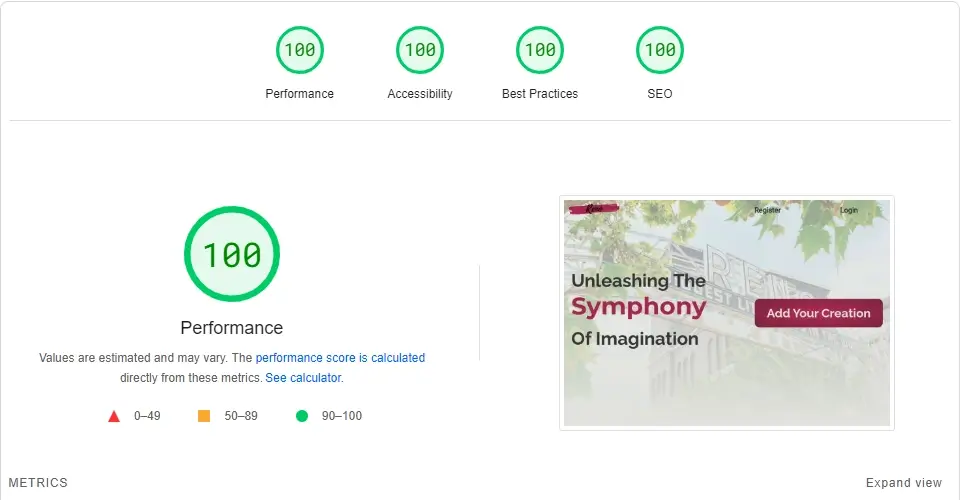 100 100 100 100
Performance Accessibility Best Practices SEO
100
Performance
Values are estimated and may vary. The performance score is calculated
directly from these metrics. See calculator.
0–49 50–89 90–100
Register Login
Unleashing The
Symphony
Of Imagination
Add Your Creation
METRICS Expand view